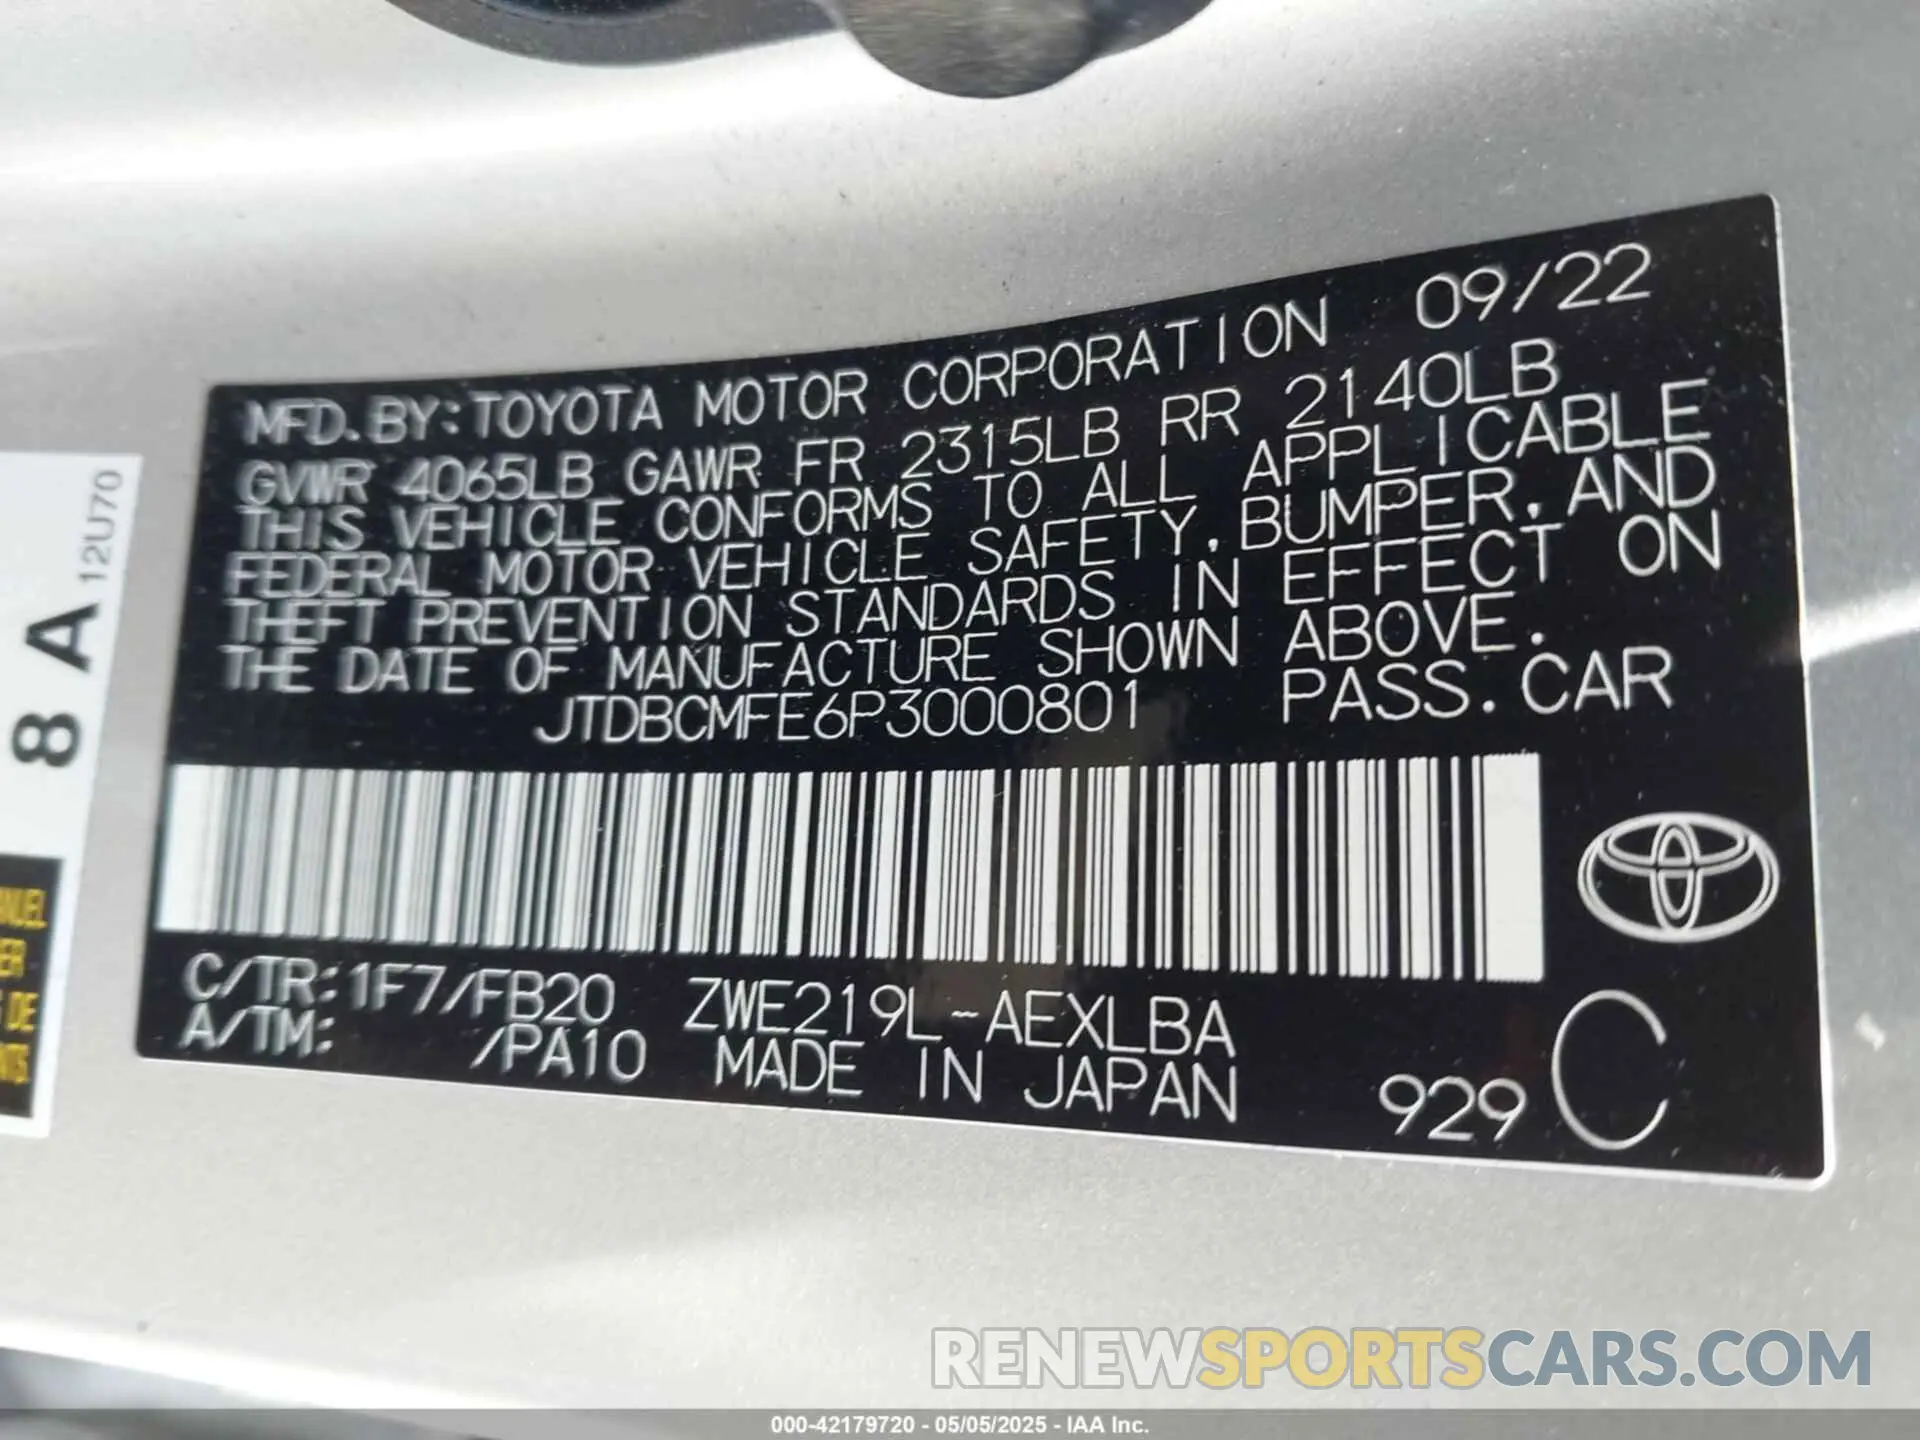 MFD. BY: TOYOTA MOTOR CORPORATION 09/22
GVWR 4065LB GAWR FR 2315LB RR 2140LB
THIS VEHICLE CONFORMS TO ALL APPLICABLE
FEDERAL MOTOR VEHICLE SAFETY, BUMPER, AND
THEFT PREVENTION STANDARDS IN EFFECT ON
THE DATE OF MANUFACTURE SHOWN ABOVE.
JTDBCMFE6P3000801 PASS. CAR
C/TR: 1F7/FB20 ZWE219L-AEXLBA
A/TM: /PA10 MADE IN JAPAN
929 C
8 A 12U70
DE
RENEWSPORTSCARS.COM
000-42179720 - 05/05/2025 - IAA Inc.